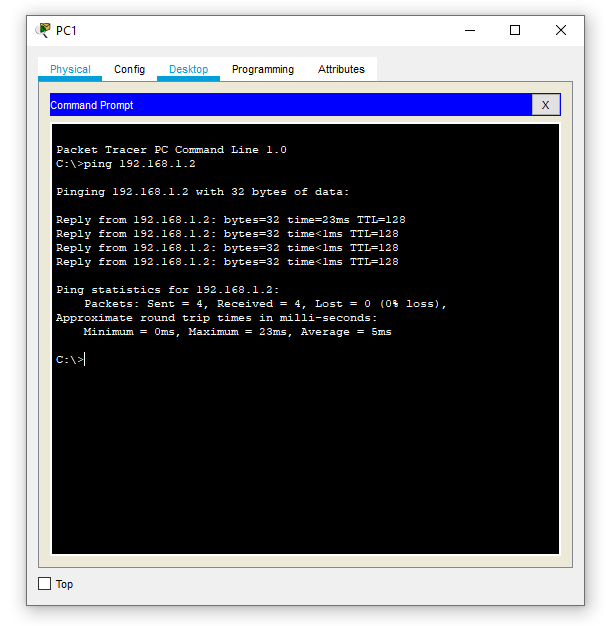 PC1
Physical Config Desktop Programming Attributes
Command Prompt X
Packet Tracer PC Command Line 1.0
C:\>ping 192.168.1.2
Pinging 192.168.1.2 with 32 bytes of data:
Reply from 192.168.1.2: bytes=32 time=23ms TTL=128
Reply from 192.168.1.2: bytes=32 time<1ms TTL=128
Reply from 192.168.1.2: bytes=32 time<1ms TTL=128
Reply from 192.168.1.2: bytes=32 time<1ms TTL=128
Ping statistics for 192.168.1.2:
Packets: Sent = 4, Received = 4, Lost = 0 (0% loss),
Approximate round trip times in milli-seconds:
Minimum = 0ms, Maximum = 23ms, Average = 5ms
C:\>
Top